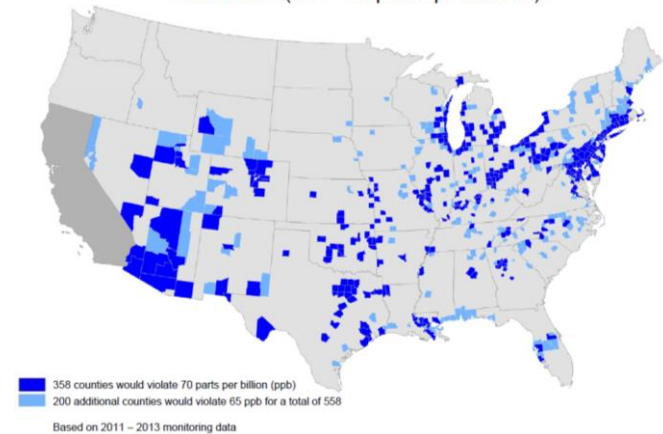 358 counties would violate 70 parts per billion (ppb)
200 additional counties would violate 65 ppb for a total of 558
Based on 2011 – 2013 monitoring data